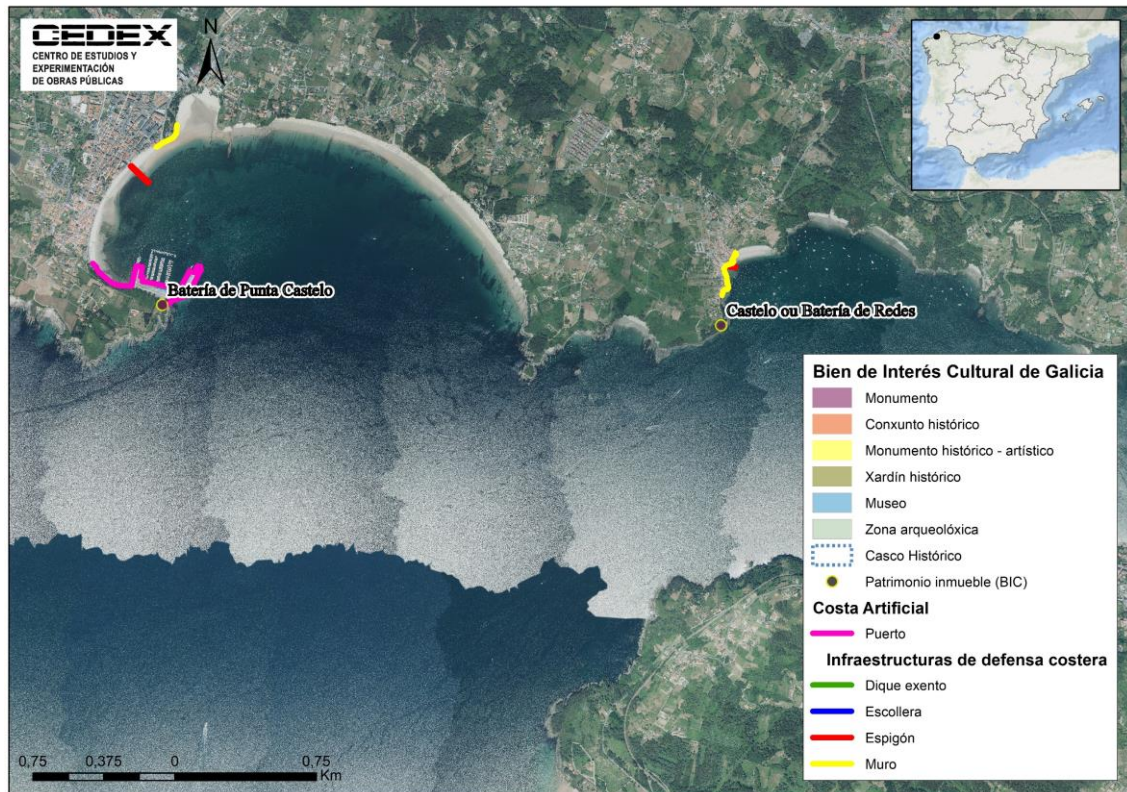 CEDEX
CENTRO DE ESTUDIOS Y
EXPERIMENTACIÓN
DE OBRAS PÚBLICAS
N
Batería de Punta Castelo
Castelo ou Batería de Redes
Bien de Interés Cultural de Galicia
Monumento
Conxunto histórico
Monumento histórico - artístico
Xardín histórico
Museo
Zona arqueolóxica
Casco Histórico
Patrimonio inmueble (BIC)
Costa Artificial
Puerto
Infraestructuras de defensa costera
Dique exento
Escollera
Espigón
Muro
0,75 0,375 0 0,75
Km